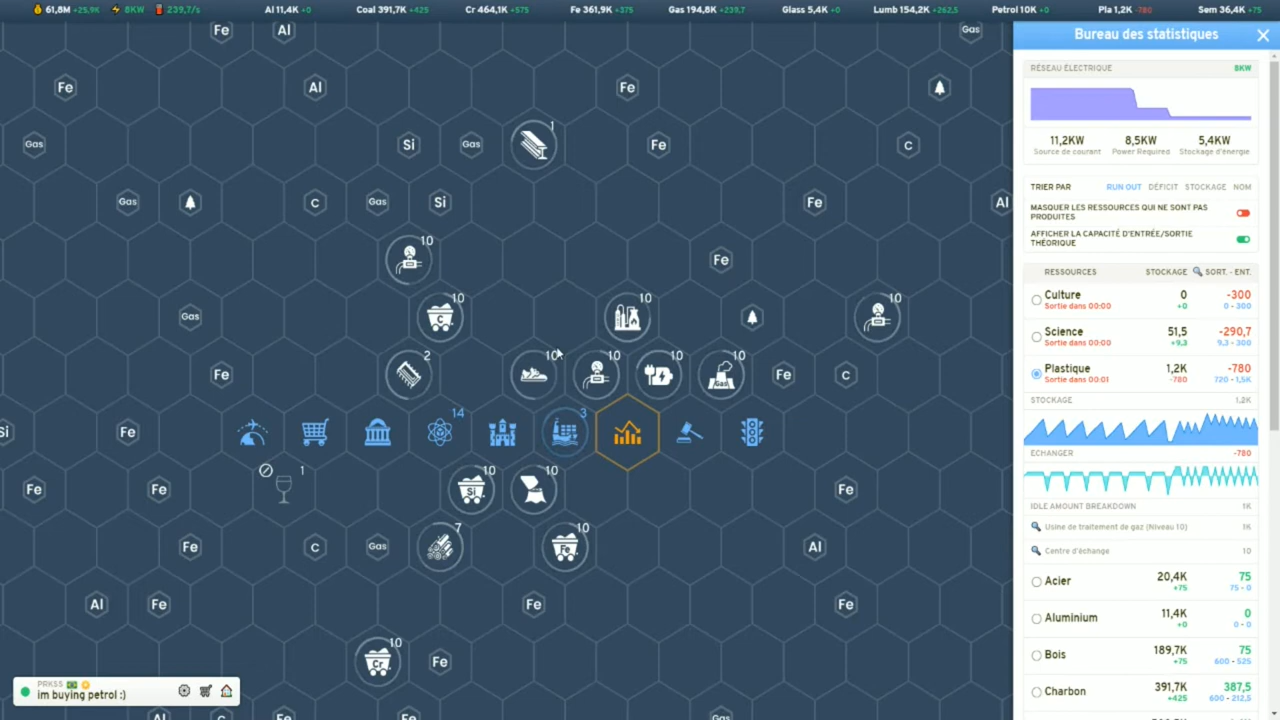 61,8M +25,9K 8KW 239,7/s Al 11,4K +0 Coal 391,7K +425 Cr 464,1K +575 Fe 361,9K +375 Gas 194,8K +239,7 Glass 5,4K +0 Lumb 154,2K +262,5 Petrol 10K +0 Pla 1,2K -780 Sem 36,4K +75
Fe Al Gas
Fe Al Fe
Gas Si Gas 1 Fe C
Gas C Gas Si Fe Al
10 Fe
Gas 10 C 10 10
Fe 2 10 10 10 10 Gas Fe C
Si Fe 14 3
Fe Fe 1 10 Si 10 Fe
Fe C Gas 7 10 Fe Al
Al Fe Fe Fe
10 Cr Fe
PRKSS
im buying petrol :)
Al C Fe Fe Gas
Bureau des statistiques
RÉSEAU ÉLECTRIQUE 8KW
11,2KW 8,5KW 5,4KW
Source de courant Power Required Stockage d'énergie
TRIER PAR RUN OUT DÉFICIT STOCKAGE NOM
MASQUER LES RESSOURCES QUI NE SONT PAS
PRODUITES
AFFICHER LA CAPACITÉ D'ENTRÉE/SORTIE
THÉORIQUE
RESSOURCES STOCKAGE SORT. - ENT.
Culture 0 -300
Sortie dans 00:00 +0 0 - 300
Science 51,5 -290,7
Sortie dans 00:00 +9,3 9,3 - 300
Plastique 1,2K -780
Sortie dans 00:01 -780 720 - 1,5K
STOCKAGE 1,2K
ECHANGER -780
IDLE AMOUNT BREAKDOWN 1K
Usine de traitement de gaz (Niveau 10) 1K
Centre d'échange 10
Acier 20,4K 75
+75 75 - 0
Aluminium 11,4K 0
+0 0 - 0
Bois 189,7K 75
+75 600 - 525
Charbon 391,7K 387,5
+425 600 - 212,5